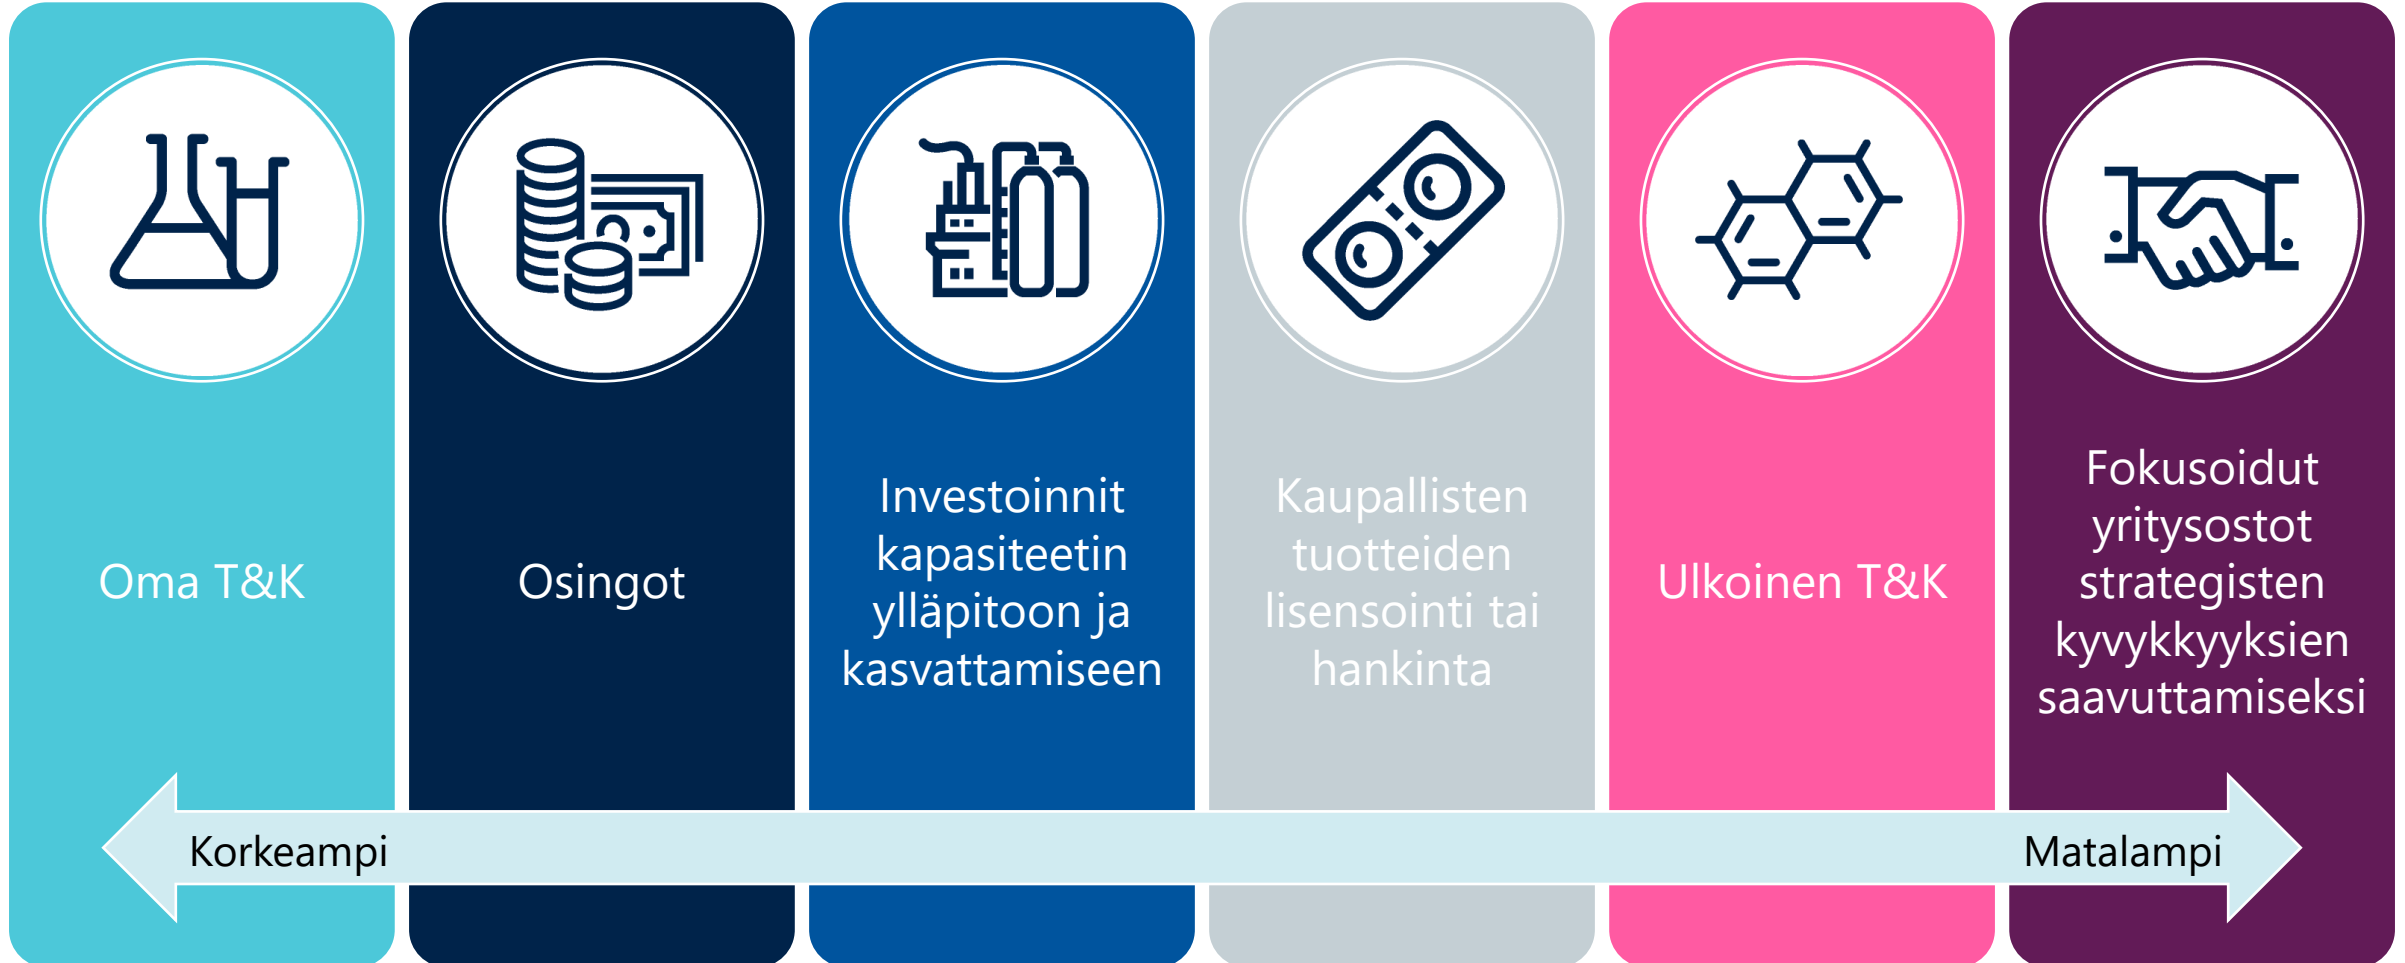 Oma T&K
Osingot
Investoinnit
kapasiteetin
ylläpitoon ja
kasvattamiseen
Kaupallisten
tuotteiden
lisensointi tai
hankinta
Ulkoinen T&K
Fokusoidut
yritysostot
strategisten
kyvykkyyksien
saavuttamiseksi
Korkeampi
Matalampi